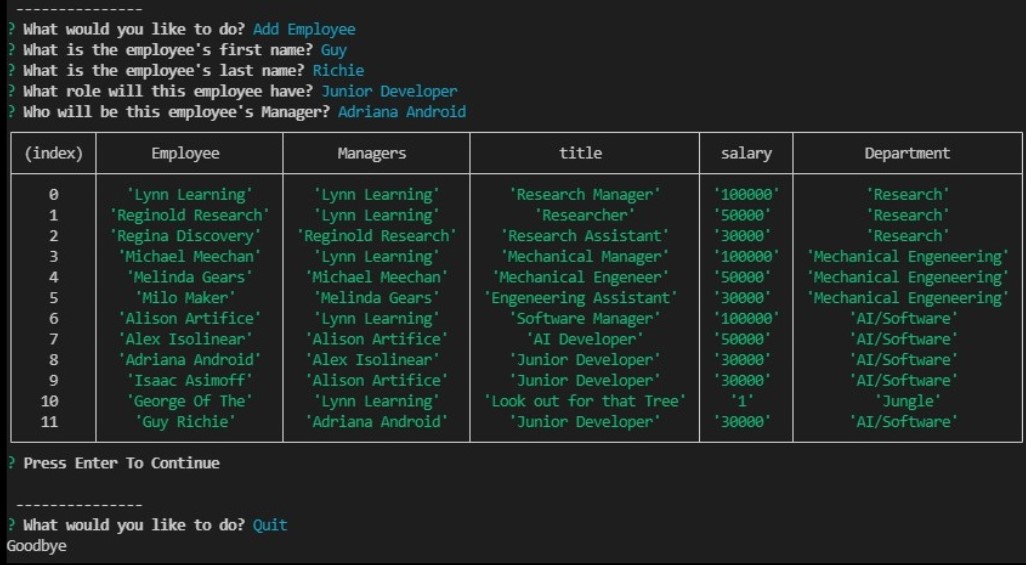 ---------------
? What would you like to do? Add Employee
? What is the employee's first name? Guy
? What is the employee's last name? Richie
? What role will this employee have? Junior Developer
? Who will be this employee's Manager? Adriana Android
(index) Employee Managers title salary Department
0 'Lynn Learning' 'Lynn Learning' 'Research Manager' '100000' 'Research'
1 'Reginold Research' 'Lynn Learning' 'Researcher' '50000' 'Research'
2 'Regina Discovery' 'Reginold Research' 'Research Assistant' '30000' 'Research'
3 'Michael Meechan' 'Lynn Learning' 'Mechanical Manager' '100000' 'Mechanical Engeneering'
4 'Melinda Gears' 'Michael Meechan' 'Mechanical Engeneer' '50000' 'Mechanical Engeneering'
5 'Milo Maker' 'Melinda Gears' 'Engeneering Assistant' '30000' 'Mechanical Engeneering'
6 'Alison Artifice' 'Lynn Learning' 'Software Manager' '100000' 'AI/Software'
7 'Alex Isolinear' 'Alison Artifice' 'AI Developer' '50000' 'AI/Software'
8 'Adriana Android' 'Alex Isolinear' 'Junior Developer' '30000' 'AI/Software'
9 'Isaac Asimoff' 'Alison Artifice' 'Junior Developer' '30000' 'AI/Software'
10 'George Of The' 'Lynn Learning' 'Look out for that Tree' '1' 'Jungle'
11 'Guy Richie' 'Adriana Android' 'Junior Developer' '30000' 'AI/Software'
? Press Enter To Continue
---------------
? What would you like to do? Quit
Goodbye